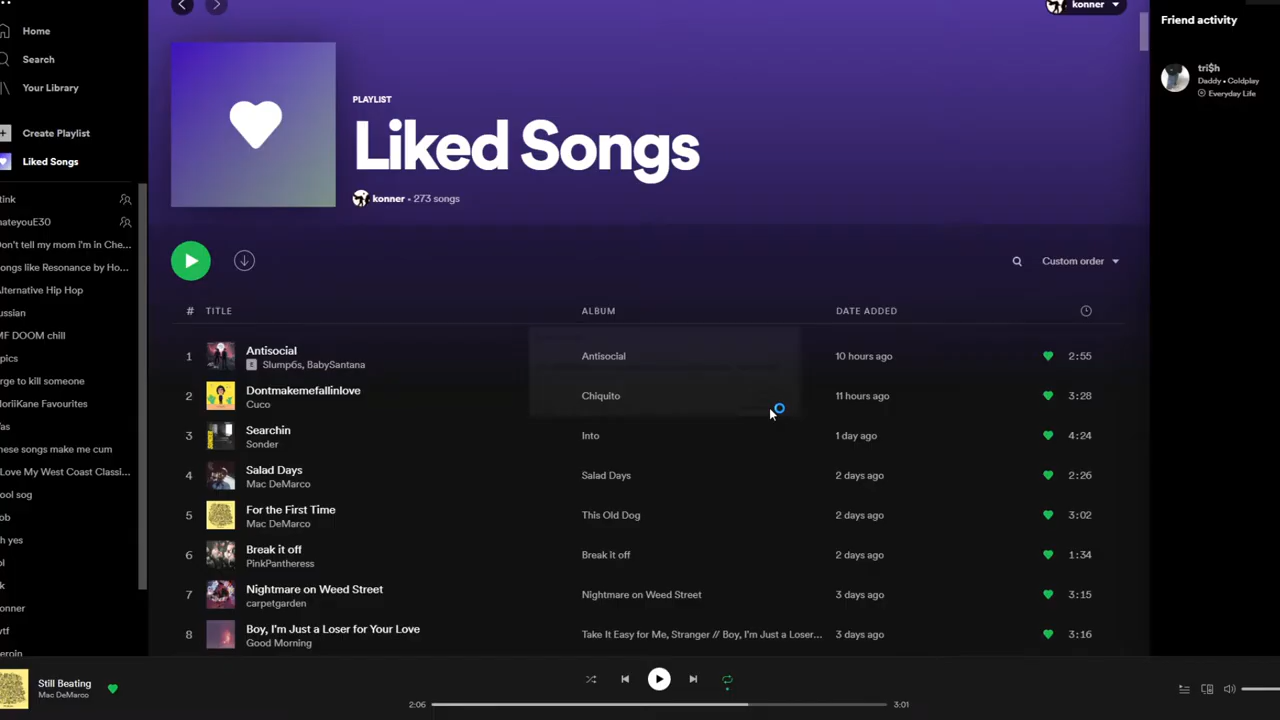 konner
Friend activity
Home
Search
Your Library
Create Playlist
Liked Songs
tink
hateyouE30
Don't tell my mom i'm in Che...
ongs like Resonance by Ho...
Alternative Hip Hop
ussian
MF DOOM chill
opics
rge to kill someone
MoriiKane Favourites
as
hese songs make me cum
Love My West Coast Classi...
ool sog
ob
h yes
ol
k
onner
vtf
eroin
PLAYLIST
Liked Songs
konner • 273 songs
Custom order
# TITLE ALBUM DATE ADDED
1 Antisocial Antisocial 10 hours ago 2:55
E Slump6s, BabySantana
2 Dontmakemefallinlove Chiquito 11 hours ago 3:28
Cuco
3 Searchin Into 1 day ago 4:24
Sonder
4 Salad Days Salad Days 2 days ago 2:26
Mac DeMarco
5 For the First Time This Old Dog 2 days ago 3:02
Mac DeMarco
6 Break it off Break it off 2 days ago 1:34
PinkPantheress
7 Nightmare on Weed Street Nightmare on Weed Street 3 days ago 3:15
carpetgarden
8 Boy, I'm Just a Loser for Your Love Take It Easy for Me, Stranger // Boy, I'm Just a Loser... 3 days ago 3:16
Good Morning
tri$h
Daddy • Coldplay
Everyday Life
Still Beating
Mac DeMarco
2:06
3:01